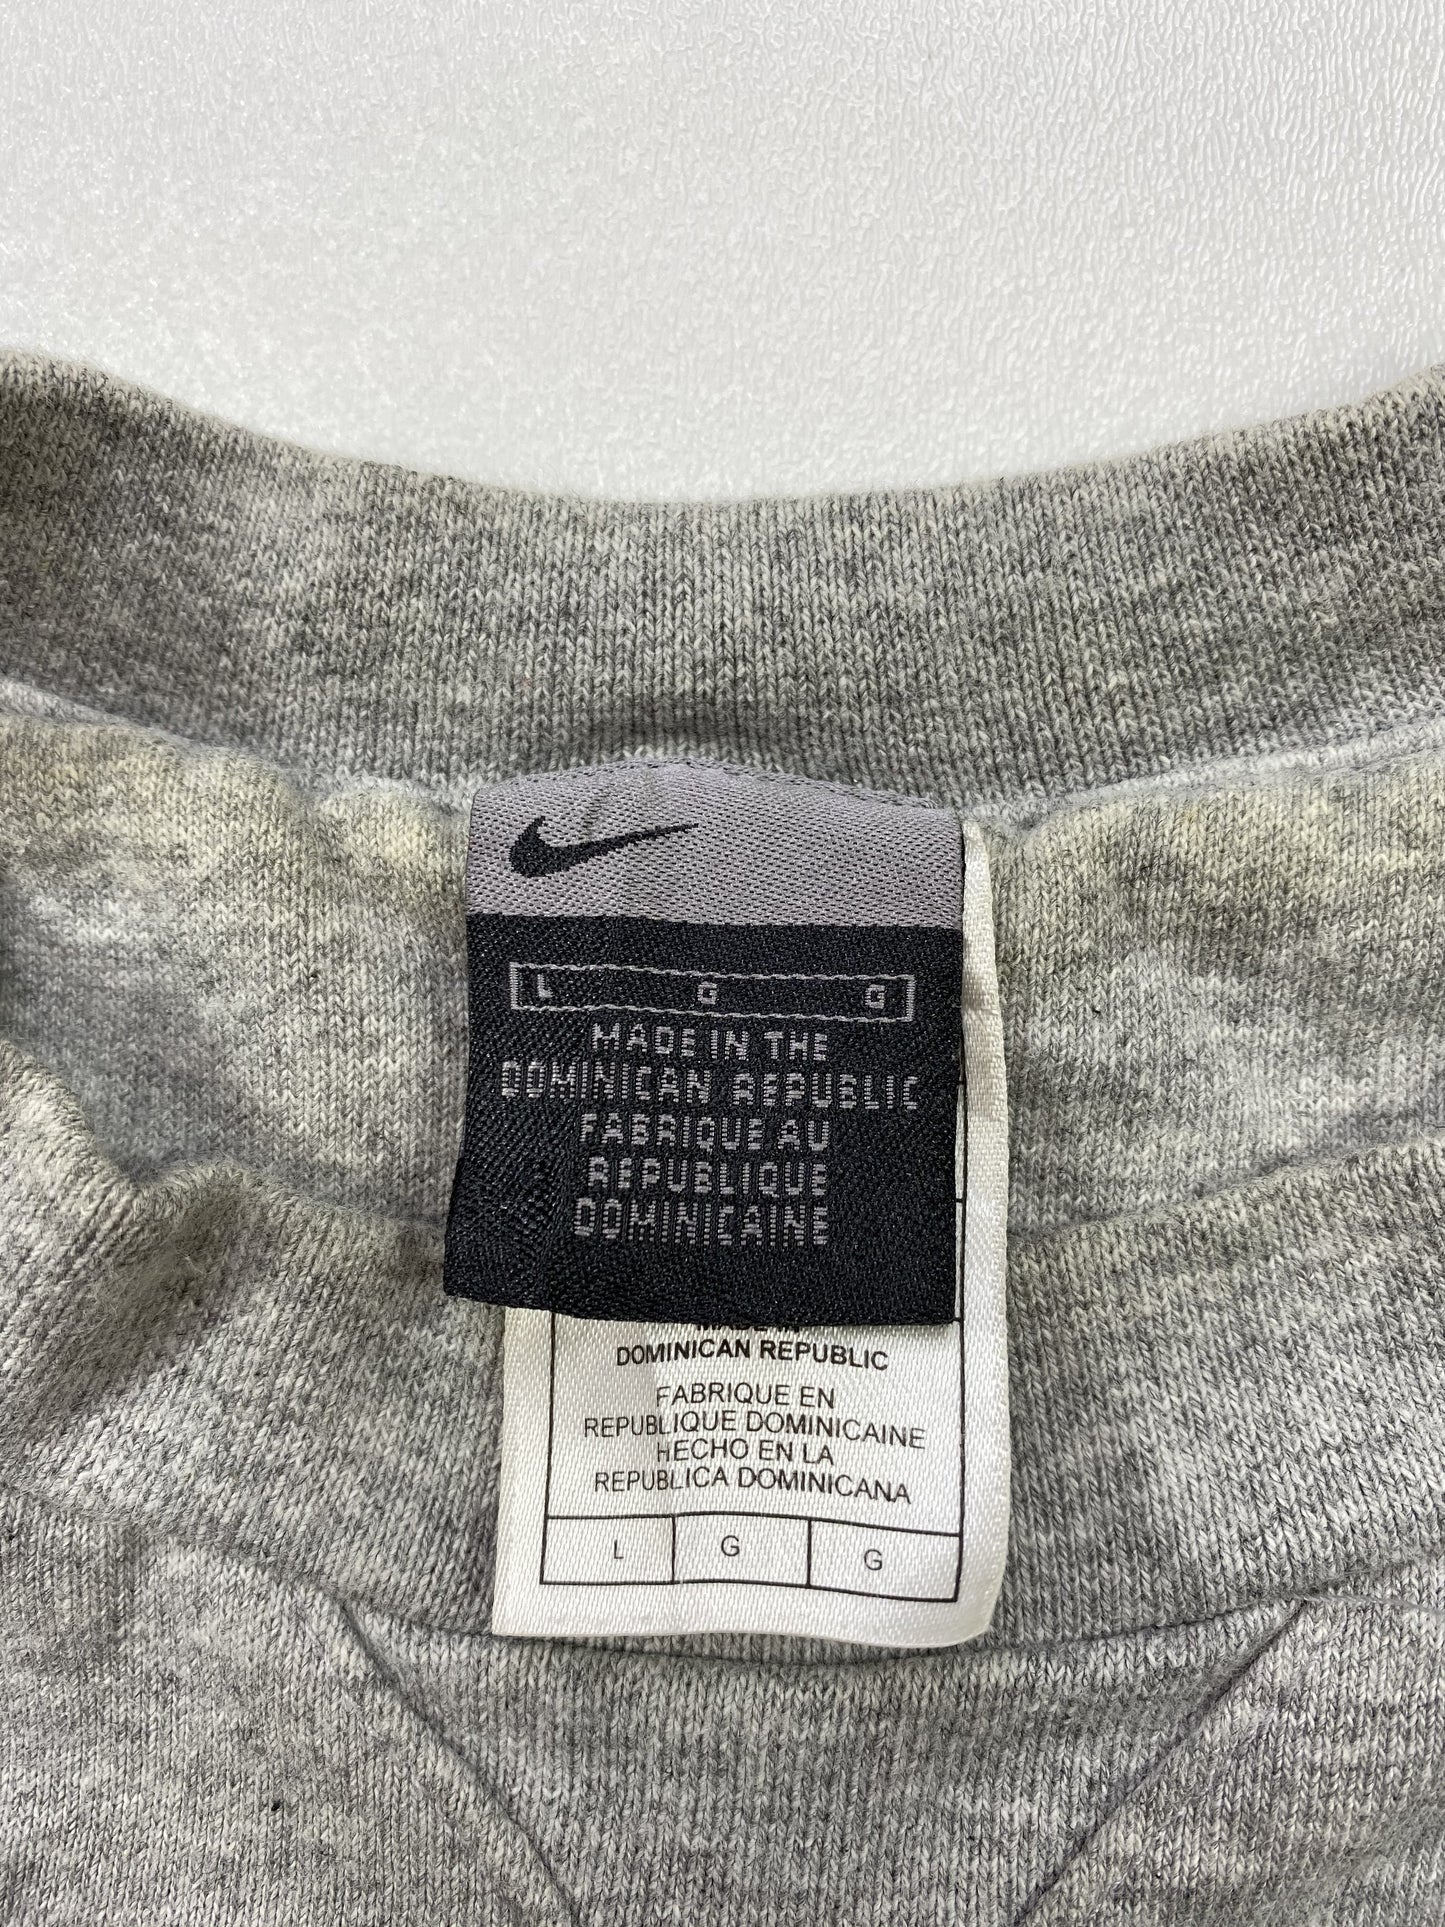 L G G
MADE IN THE
DOMINICAN REPUBLIC
FABRIQUE AU
REPUBLIQUE
DOMINICAINE
DOMINICAN REPUBLIC
FABRIQUE EN
REPUBLIQUE DOMINICAINE
HECHO EN LA
REPUBLICA DOMINICANA
L G G